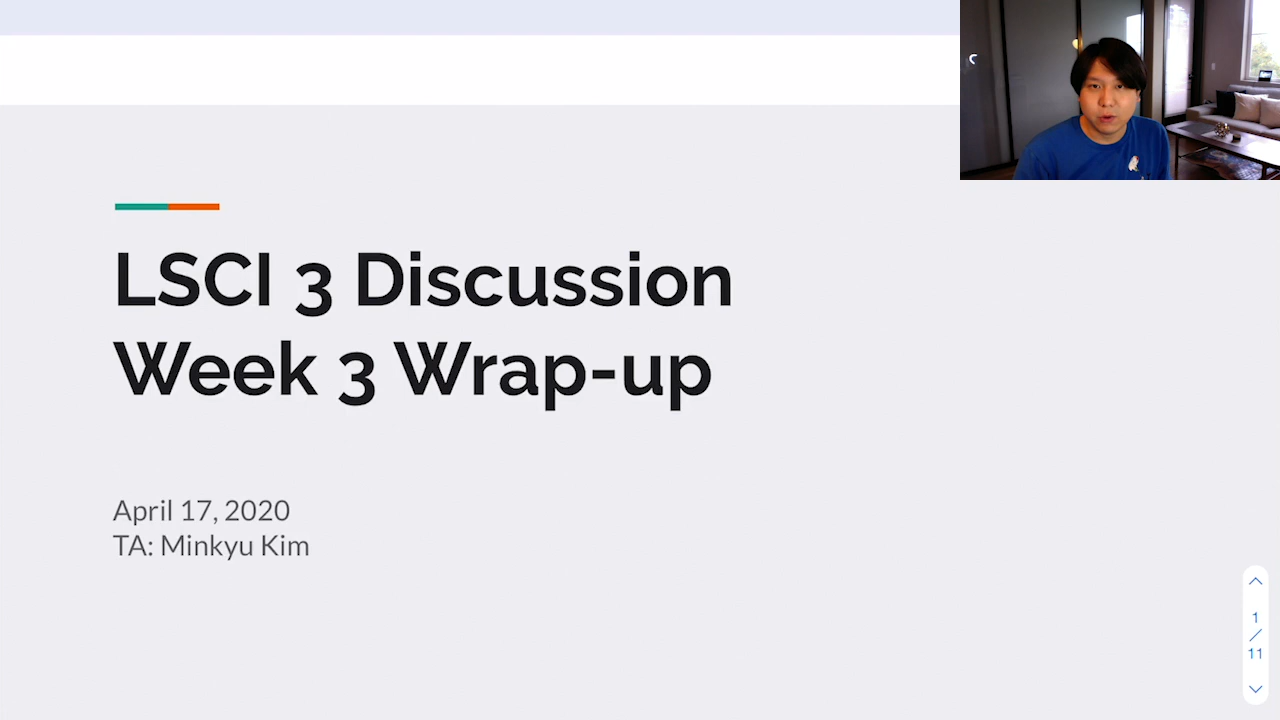 LSCI 3 Discussion
Week 3 Wrap-up
April 17, 2020
TA: Minkyu Kim
1
/
11